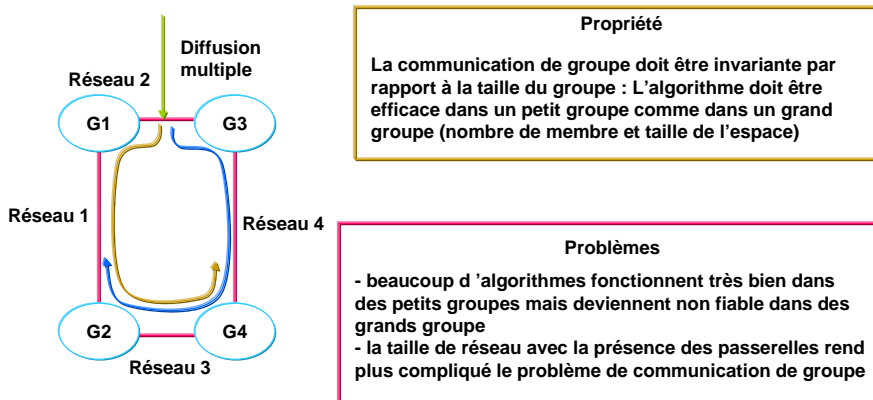 Diffusion
multiple
Réseau 2
G1
G3
Réseau 1
Réseau 4
G2
G4
Réseau 3
Propriété
La communication de groupe doit être invariante par
rapport à la taille du groupe : L'algorithme doit être
efficace dans un petit groupe comme dans un grand
groupe (nombre de membre et taille de l'espace)
Problèmes
- beaucoup d ’algorithmes fonctionnent très bien dans
des petits groupes mais deviennent non fiable dans des
grands groupe
- la taille de réseau avec la présence des passerelles rend
plus compliqué le problème de communication de groupe